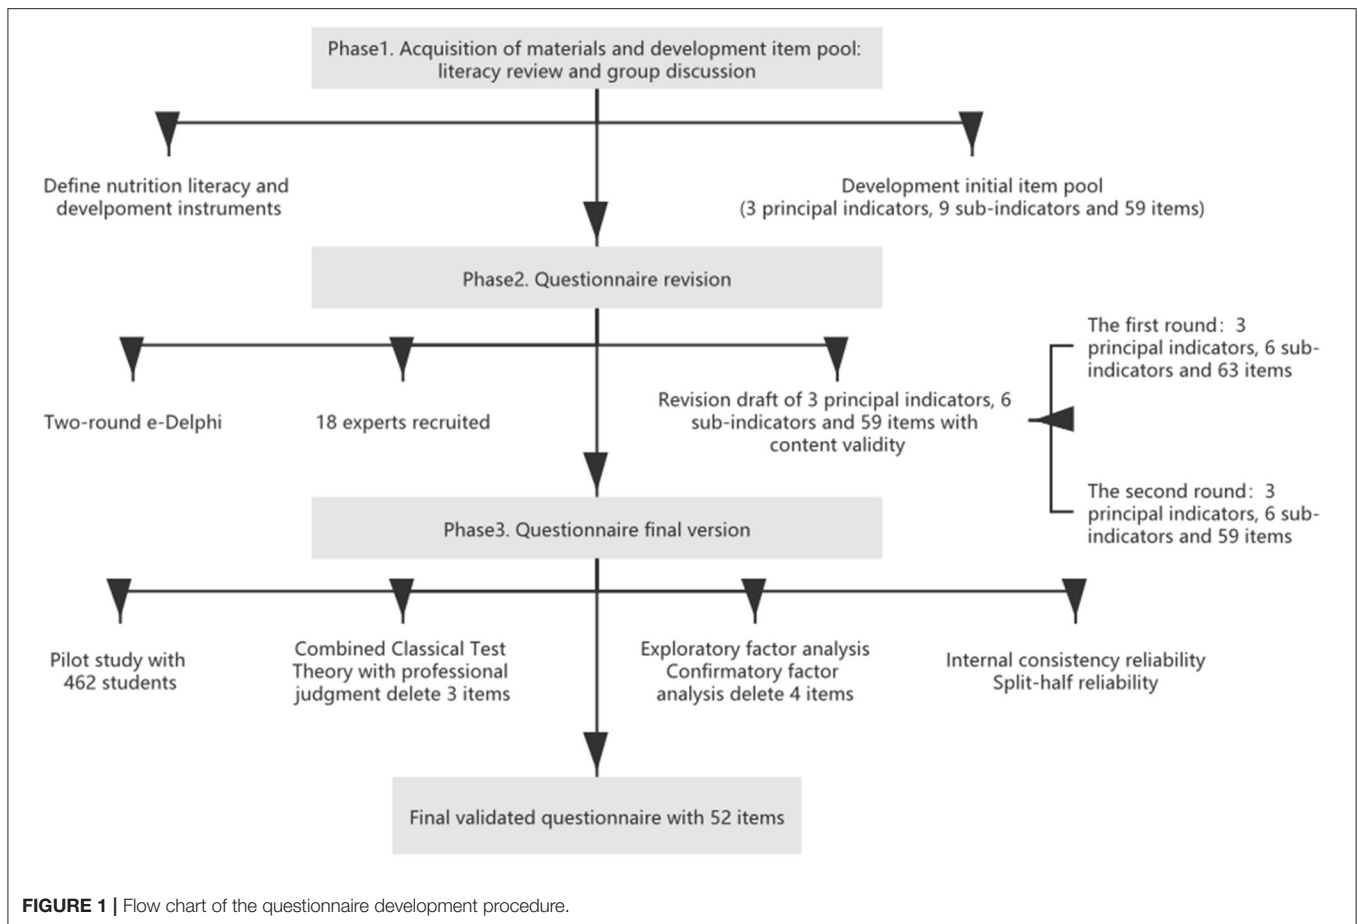 Phase1. Acquisition of materials and development item pool:
literacy review and group discussion
Define nutrition literacy and
develpoment instruments
Development initial item pool
(3 principal indicators, 9 sub-indicators and 59 items)
Phase2. Questionnaire revision
Two-round e-Delphi
18 experts recruited
Revision draft of 3 principal indicators, 6
sub-indicators and 59 items with
content validity
The first round: 3
principal indicators, 6 sub-
indicators and 63 items
The second round: 3
principal indicators, 6 sub-
indicators and 59 items
Phase3. Questionnaire final version
Pilot study with
462 students
Combined Classical Test
Theory with professional
judgment delete 3 items
Exploratory factor analysis
Confirmatory factor
analysis delete 4 items
Internal consistency reliability
Split-half reliability
Final validated questionnaire with 52 items
FIGURE 1 | Flow chart of the questionnaire development procedure.